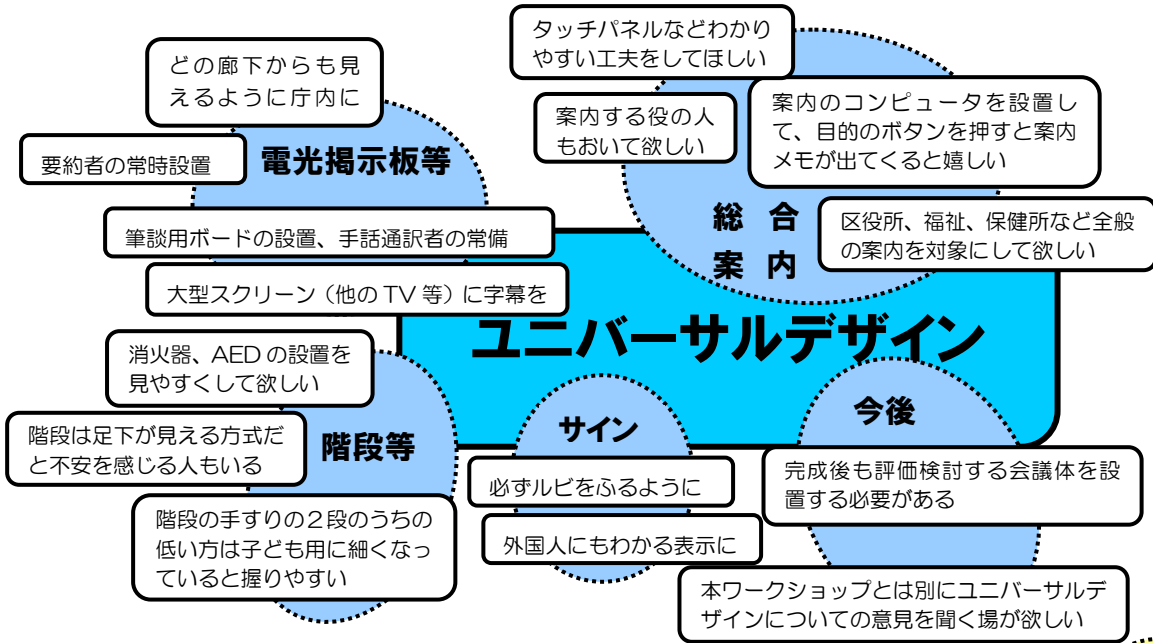 どの廊下からも見
えるように庁内に
要約者の常時設置
電光掲示板等
筆談用ボードの設置、手話通訳者の常備
大型スクリーン(他のTV等)に字幕を
タッチパネルなどわかり
やすい工夫をしてほしい
案内する役の人
もおいて欲しい
案内のコンピュータを設置し
て、目的のボタンを押すと案内
メモが出てくると嬉しい
総合
案内
区役所、福祉、保健所など全般
の案内を対象にして欲しい
ユニバーサルデザイン
消火器、AEDの設置を
見やすくして欲しい
階段は足下が見える方式だ
と不安を感じる人もいる
階段等
階段の手すりの2段のうちの
低い方は子ども用に細くなっ
ていると握りやすい
サイン
必ずルビをふるように
外国人にもわかる表示に
今後
完成後も評価検討する会議体を設
置する必要がある
本ワークショップとは別にユニバーサルデ
ザインについての意見を聞く場が欲しい